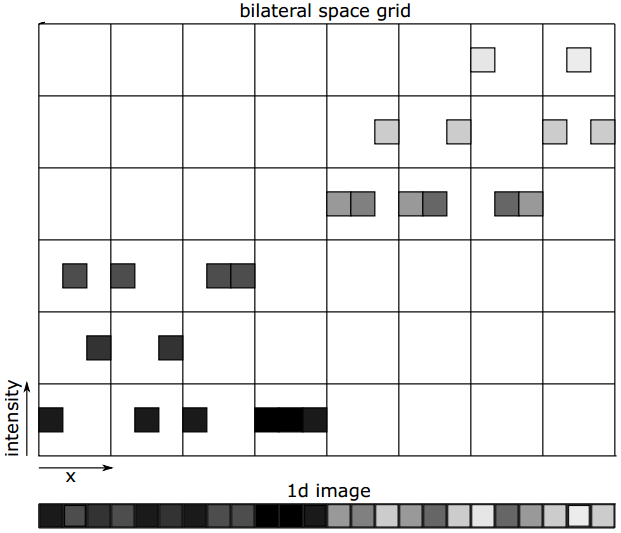 bilateral space grid
intensity
x
1d image